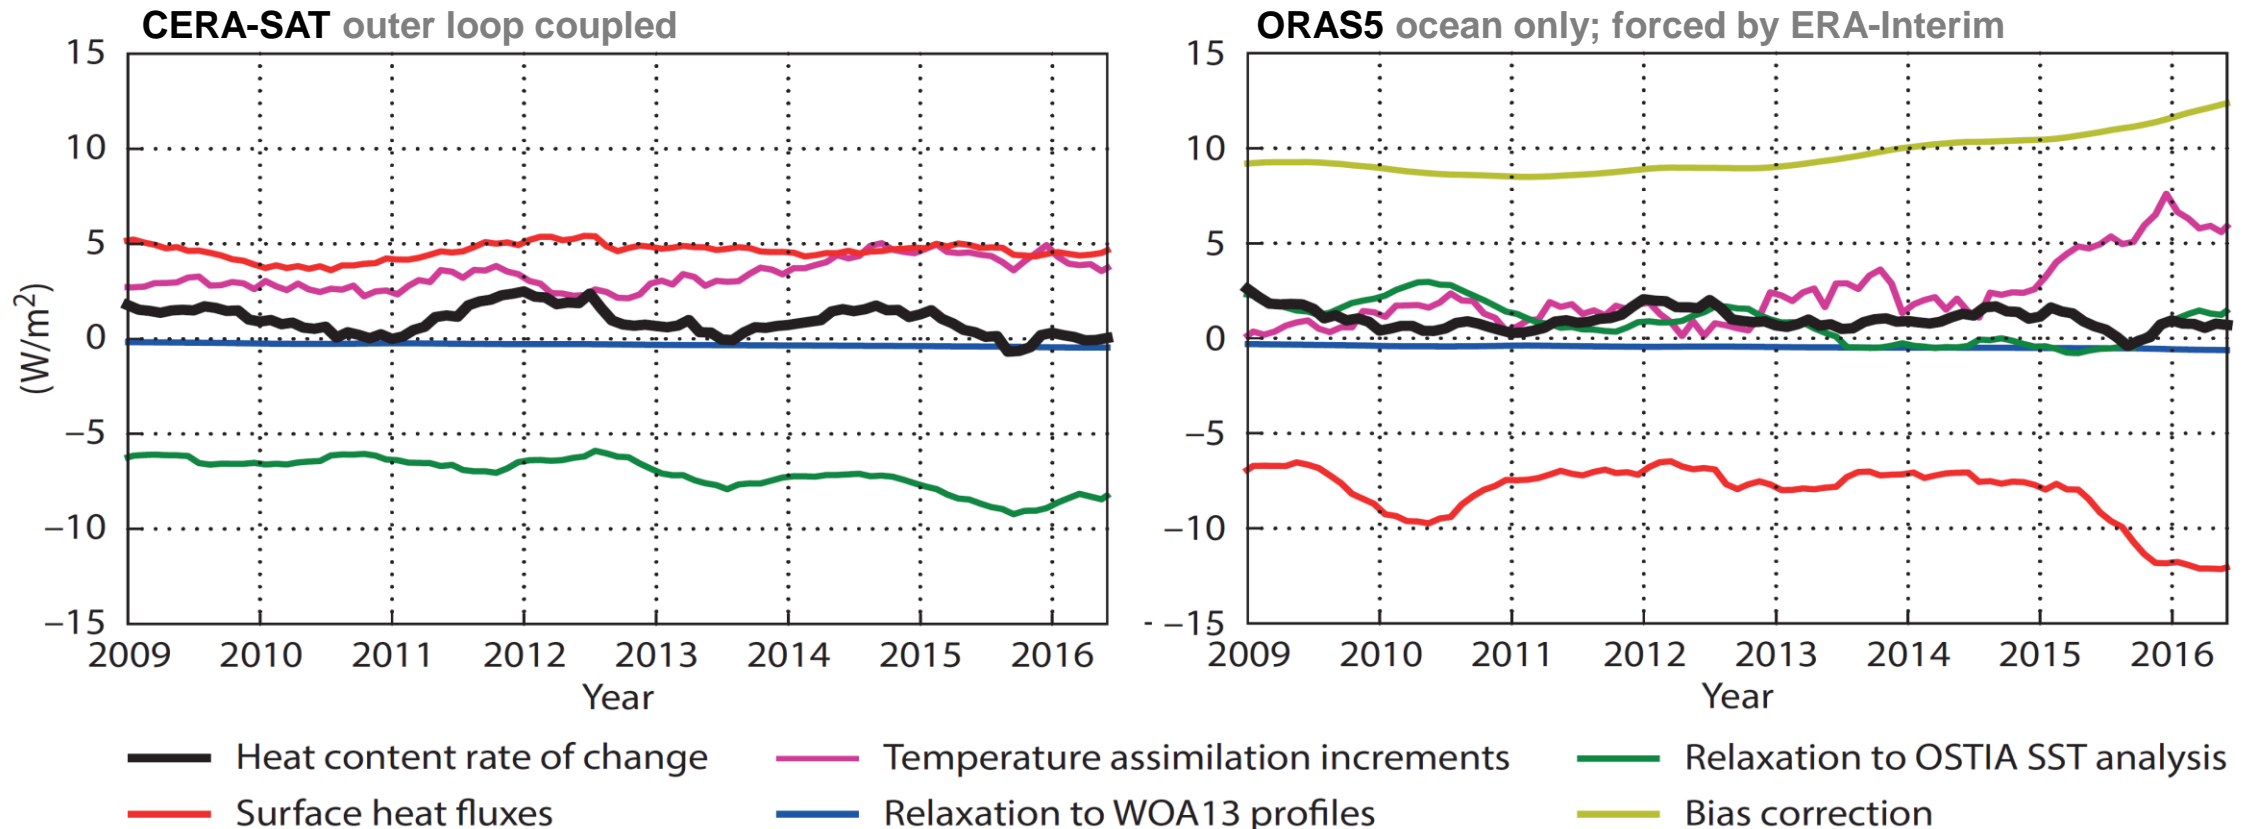 CERA-SAT outer loop coupled
15
10
5
0
−5
−10
−15
(W/m²)
2009 2010 2011 2012 2013 2014 2015 2016
Year
ORAS5 ocean only; forced by ERA-Interim
15
10
5
0
−5
−10
- −15
2009 2010 2011 2012 2013 2014 2015 2016
Year
Heat content rate of change
Temperature assimilation increments
Relaxation to OSTIA SST analysis
Surface heat fluxes
Relaxation to WOA13 profiles
Bias correction